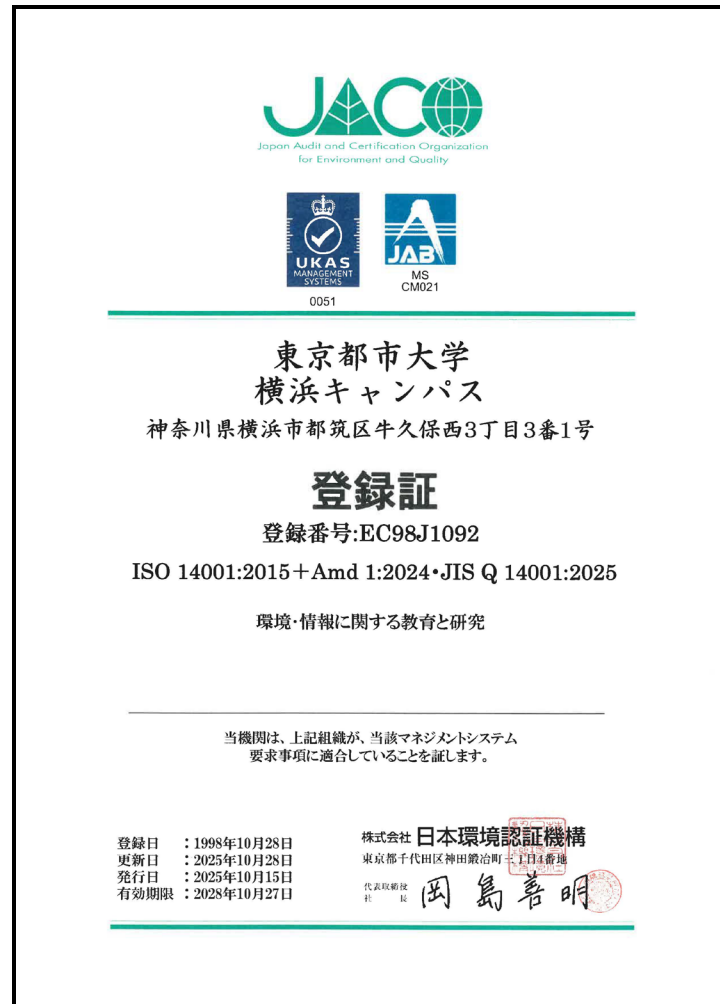 JACO
Japan Audit and Certification Organization
for Environment and Quality
UKAS
MANAGEMENT
SYSTEMS
0051
JAB
MS
CM021
東京都市大学
横浜キャンパス
神奈川県横浜市都筑区牛久保西3丁目3番1号
登録証
登録番号:EC98J1092
ISO 14001:2015+Amd 1:2024・JIS Q 14001:2025
環境・情報に関する教育と研究
当機関は、上記組織が、当該マネジメントシステム
要求事項に適合していることを証します。
登録日 :1998年10月28日
更新日 :2025年10月28日
発行日 :2025年10月15日
有効期限 :2028年10月27日
株式会社 日本環境認証機構
東京都千代田区神田鍛冶町三丁目4番地
代表取締役
社 長 岡島善明